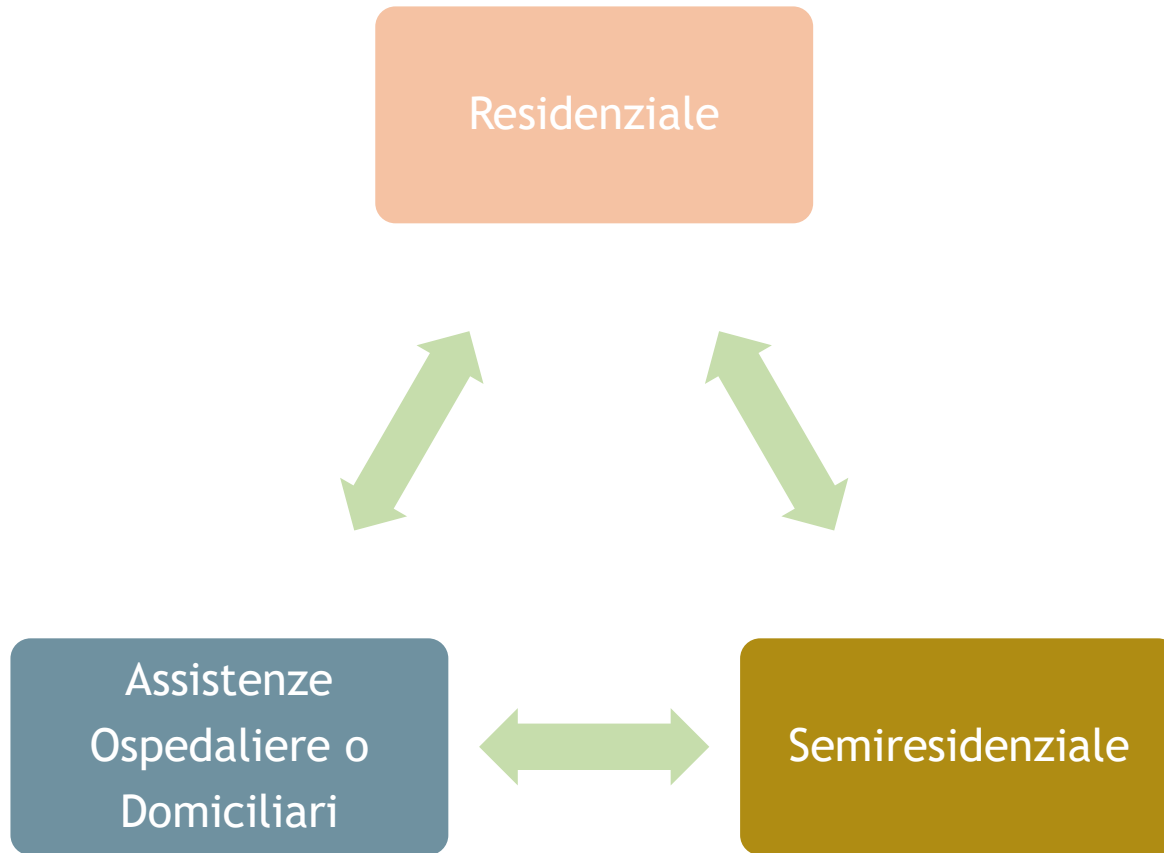 Residenziale
Assistenze
Ospedaliere o
Domiciliari
Semiresidenziale